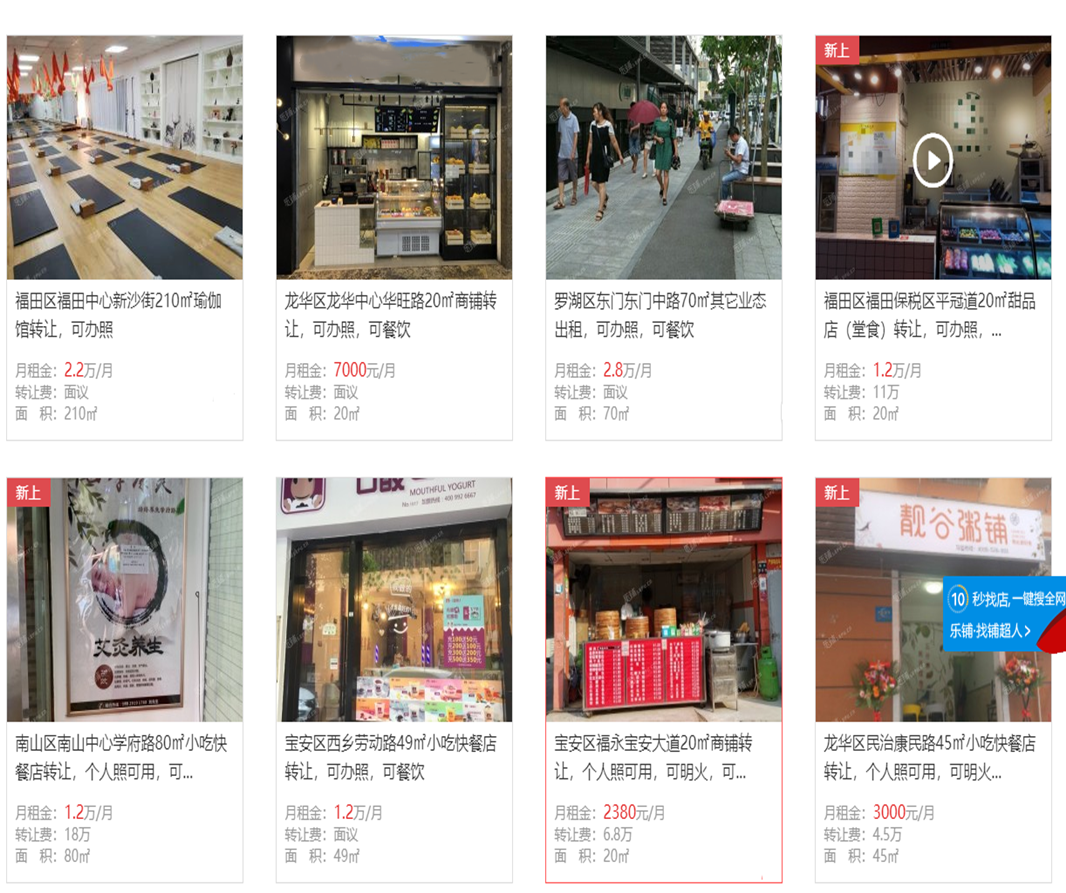 福田区福田中心新沙街210㎡瑜伽
馆转让，可办照
月租金：2.2万/月
转让费：面议
面 积：210㎡
龙华区龙华中心华旺路20㎡商铺转
让，可办照，可餐饮
月租金：7000元/月
转让费：面议
面 积：20㎡
罗湖区东门东门中路70㎡其它业态
出租，可办照，可餐饮
月租金：2.8万/月
转让费：面议
面 积：70㎡
新上
福田区福田保税区平冠道20㎡甜品
店（堂食）转让，可办照，...
月租金：1.2万/月
转让费：11万
面 积：20㎡
新上
艾灸养生
南山区南山中心学府路80㎡小吃快
餐店转让，个人照可用，可...
月租金：1.2万/月
转让费：18万
面 积：80㎡
MOUTHFUL YOGURT
宝安区西乡劳动路49㎡小吃快餐店
转让，可办照，可餐饮
月租金：1.2万/月
转让费：面议
面 积：49㎡
新上
宝安区福永宝安大道20㎡商铺转
让，个人照可用，可明火，可...
月租金：2380元/月
转让费：6.8万
面 积：20㎡
新上
靓谷粥铺
10 秒找店,一键搜全网
乐铺·找铺超人>
龙华区民治康民路45㎡小吃快餐店
转让，个人照可用，可明火...
月租金：3000元/月
转让费：4.5万
面 积：45㎡